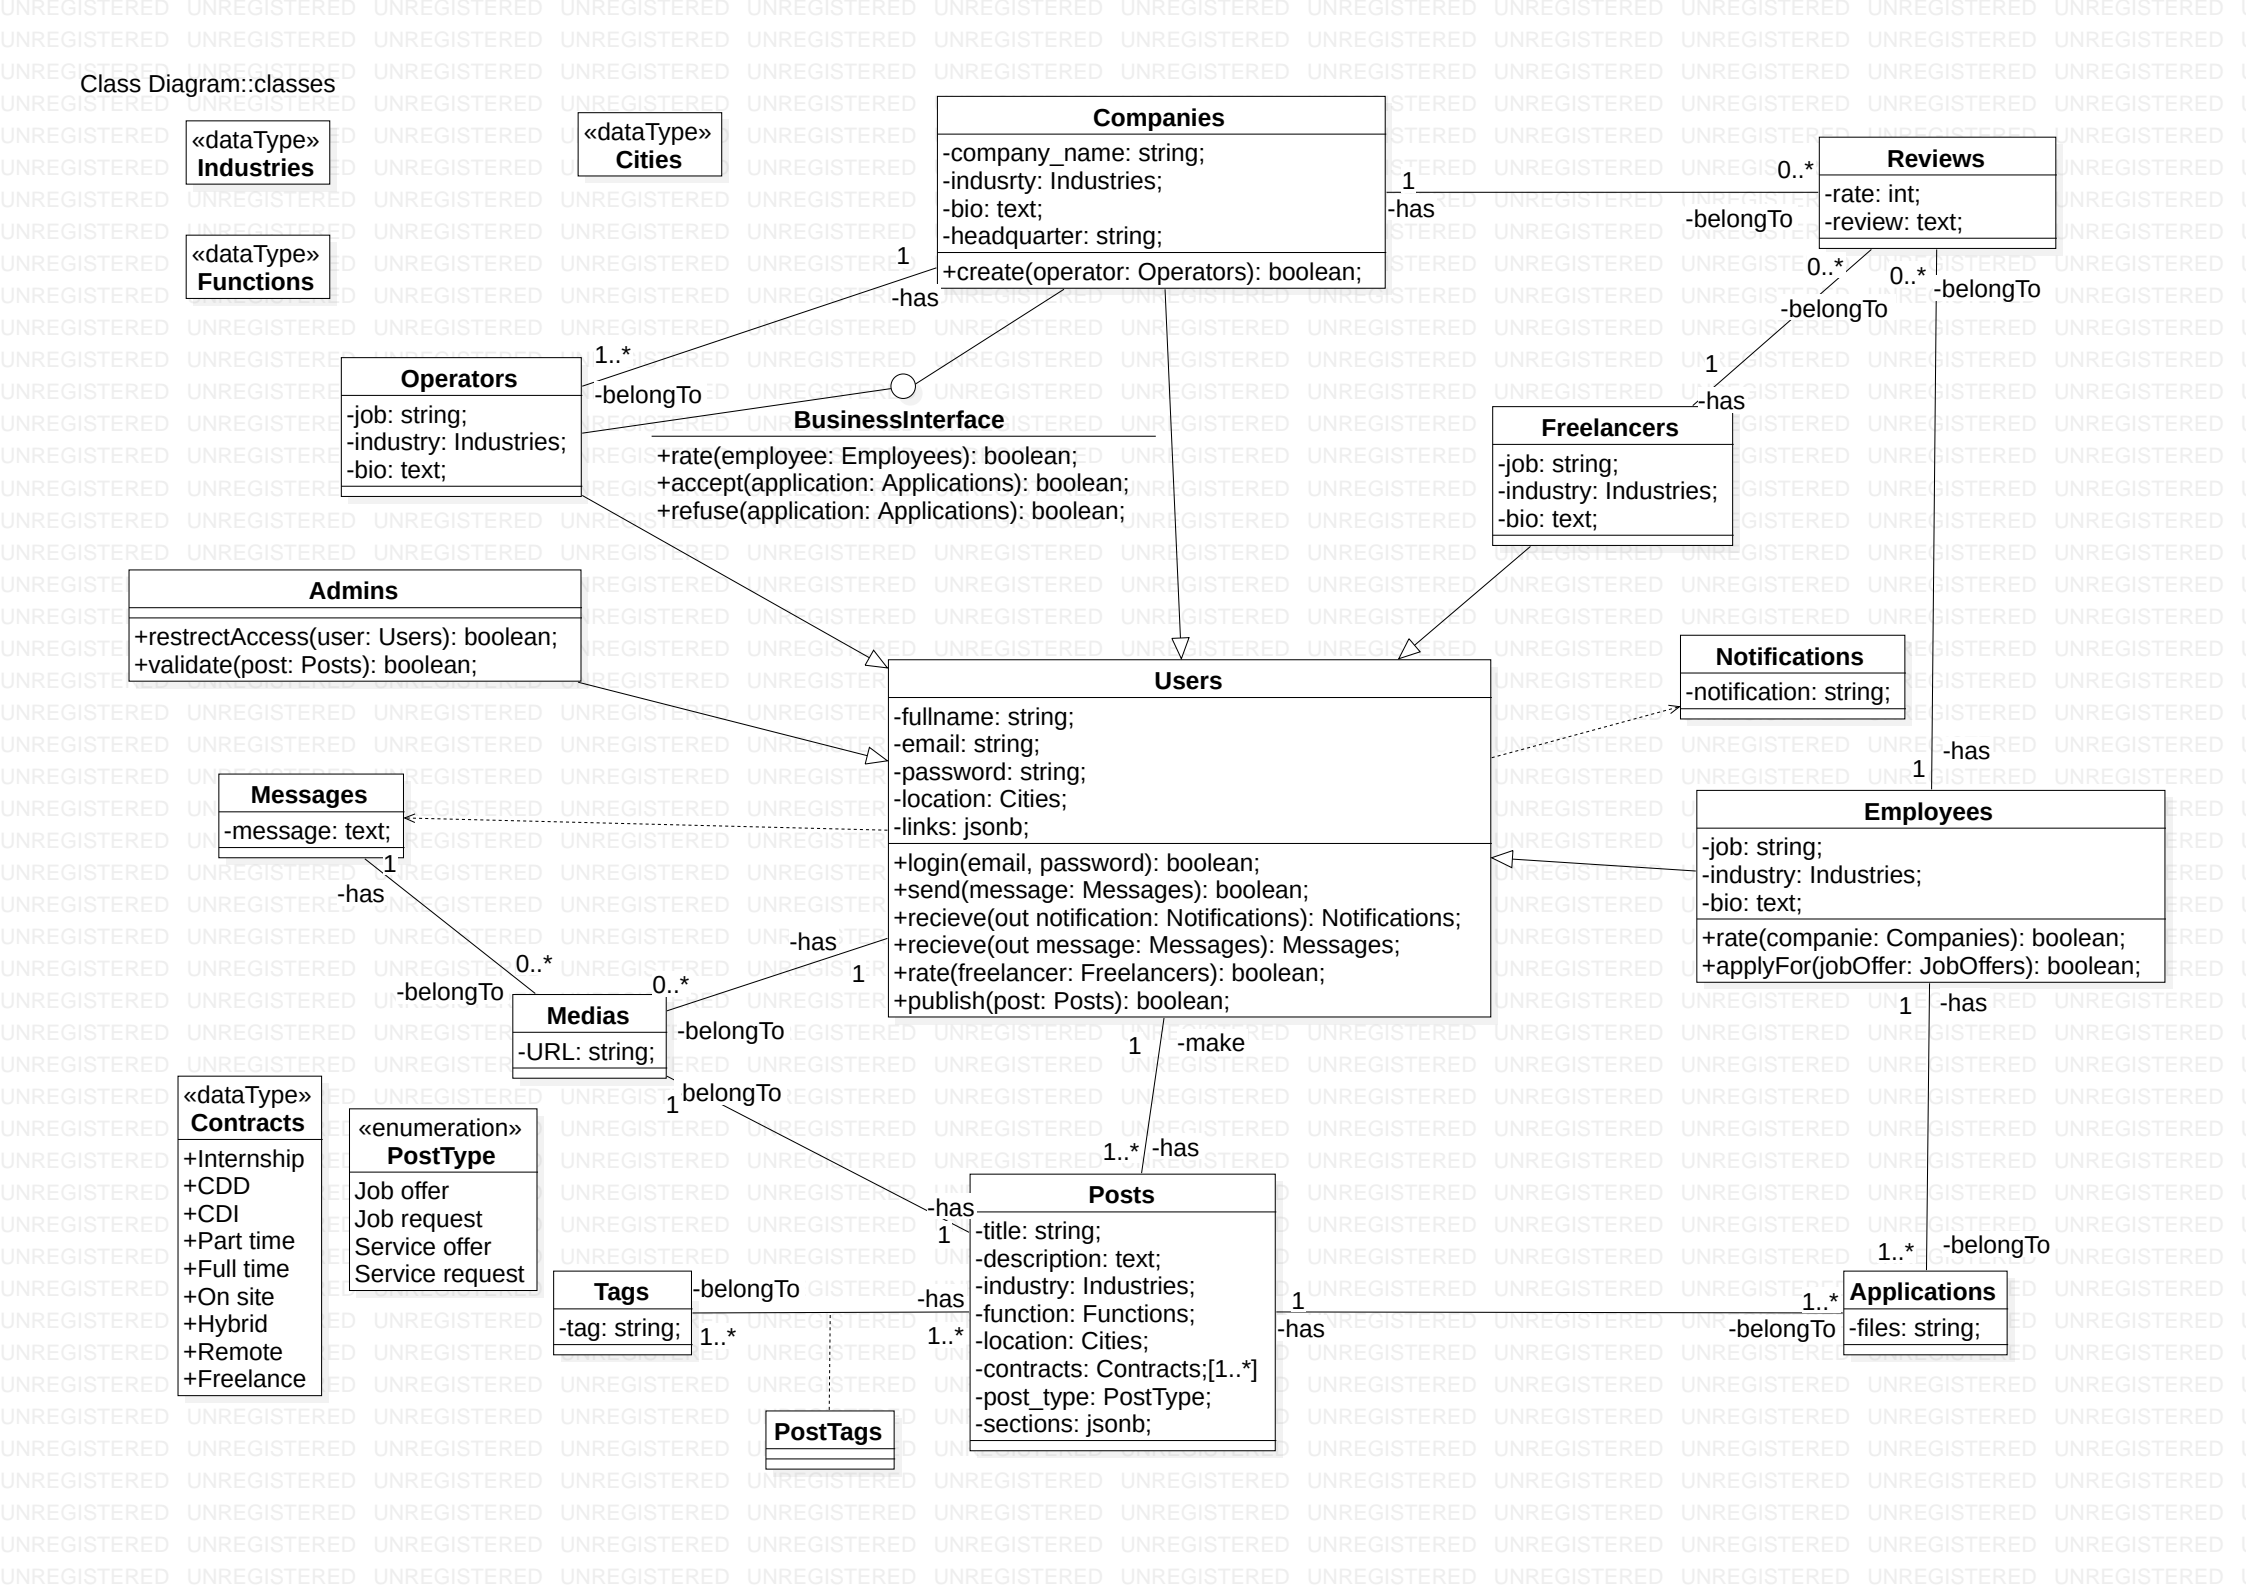 Class Diagram::classes
«dataType»
Industries
«dataType»
Cities
«dataType»
Functions
Companies
-company_name: string;
-indusrty: Industries;
-bio: text;
-headquarter: string;
+create(operator: Operators): boolean;
1
-has
0..*
-belongTo
Reviews
-rate: int;
-review: text;
1
-has
1..*
-belongTo
0..*
-belongTo
0..*
-belongTo
1
-has
Operators
-job: string;
-industry: Industries;
-bio: text;
BusinessInterface
+rate(employee: Employees): boolean;
+accept(application: Applications): boolean;
+refuse(application: Applications): boolean;
Freelancers
-job: string;
-industry: Industries;
-bio: text;
Admins
+restrectAccess(user: Users): boolean;
+validate(post: Posts): boolean;
Users
-fullname: string;
-email: string;
-password: string;
-location: Cities;
-links: jsonb;
+login(email, password): boolean;
+send(message: Messages): boolean;
+recieve(out notification: Notifications): Notifications;
+recieve(out message: Messages): Messages;
+rate(freelancer: Freelancers): boolean;
+publish(post: Posts): boolean;
Notifications
-notification: string;
-has
1
Employees
-job: string;
-industry: Industries;
-bio: text;
+rate(companie: Companies): boolean;
+applyFor(jobOffer: JobOffers): boolean;
1
-has
Messages
-message: text;
1
-has
0..*
-belongTo
-has
1
0..*
-belongTo
Medias
-URL: string;
1
belongTo
1
-make
1..*
-has
-has
1
«dataType»
Contracts
+Internship
+CDD
+CDI
+Part time
+Full time
+On site
+Hybrid
+Remote
+Freelance
«enumeration»
PostType
Job offer
Job request
Service offer
Service request
Tags
-tag: string;
-belongTo
1..*
-has
1..*
PostTags
Posts
-title: string;
-description: text;
-industry: Industries;
-function: Functions;
-location: Cities;
-contracts: Contracts;[1..*]
-post_type: PostType;
-sections: jsonb;
1
-has
1..*
-belongTo
1..*
-belongTo
Applications
-files: string;
UNREGISTERED